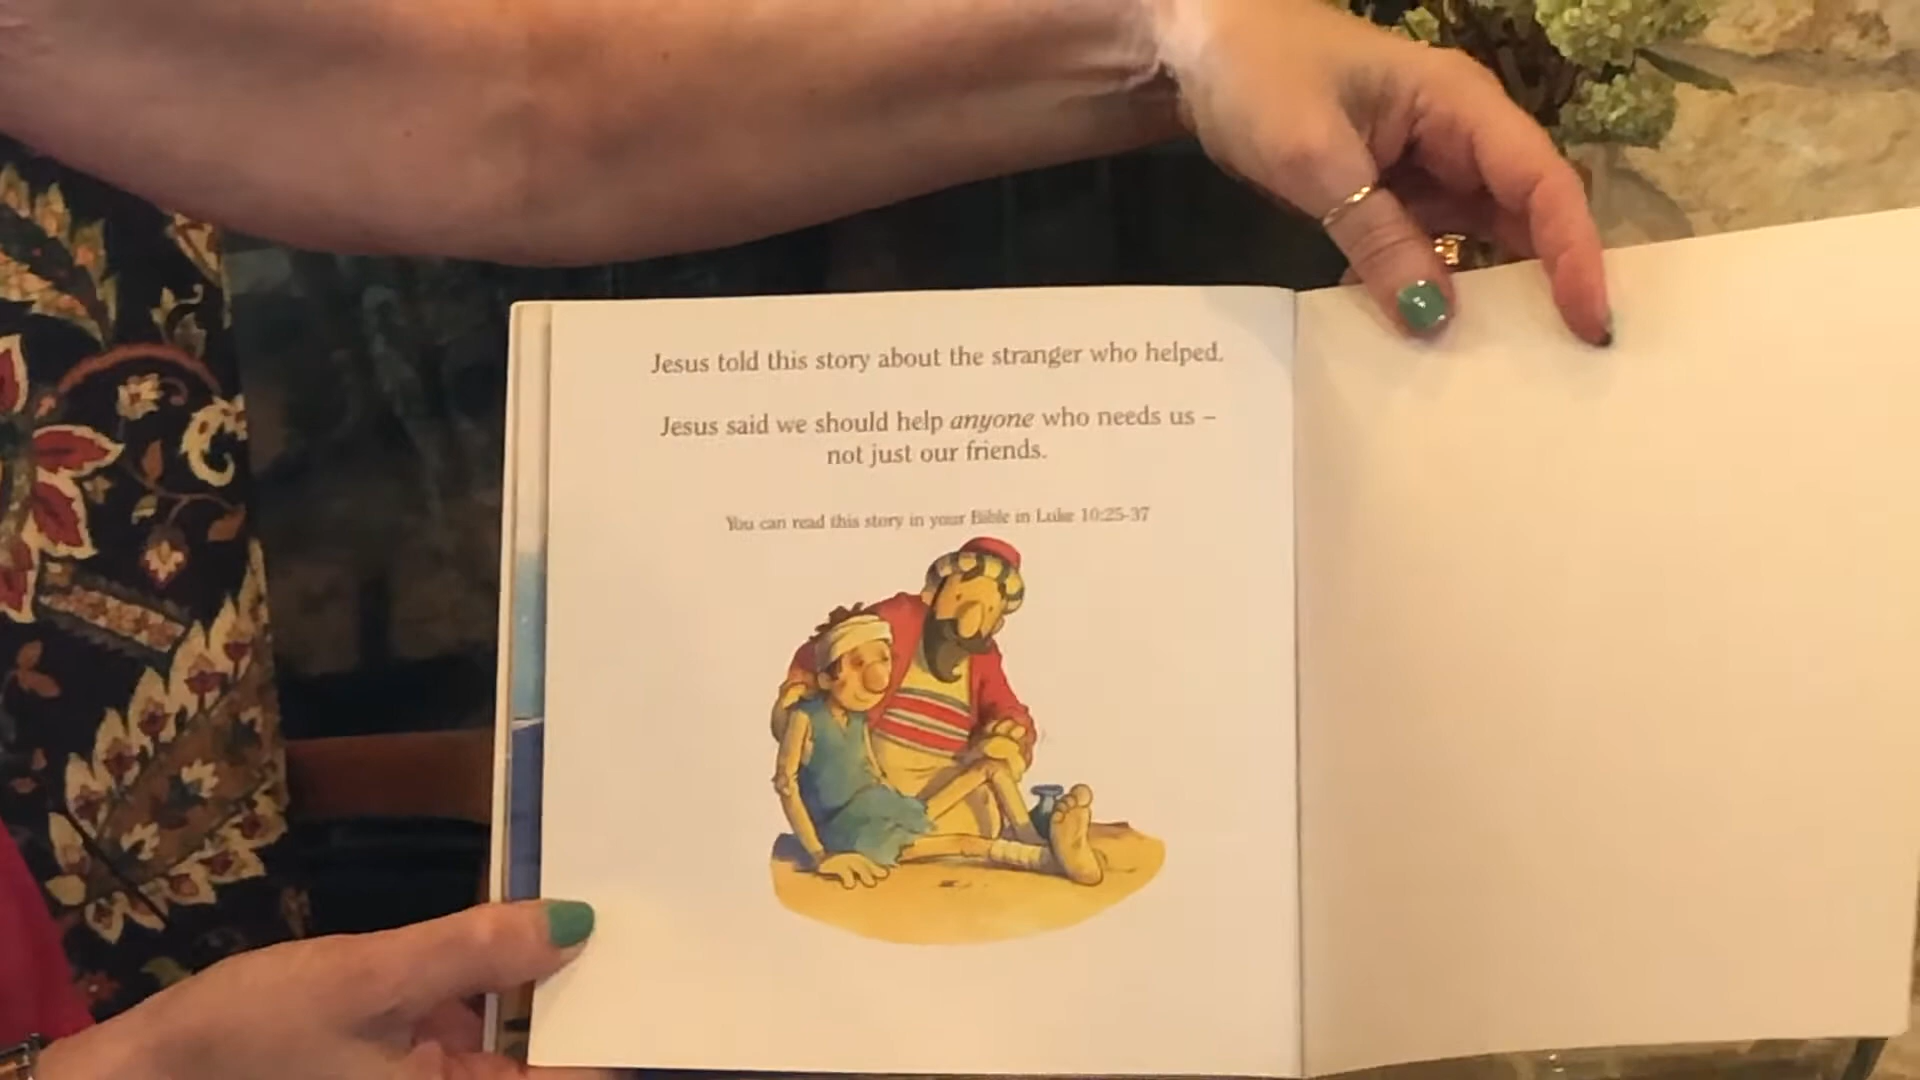 Jesus told this story about the stranger who helped.
Jesus said we should help anyone who needs us –
not just our friends.
You can read this story in your Bible in Luke 10:25-37